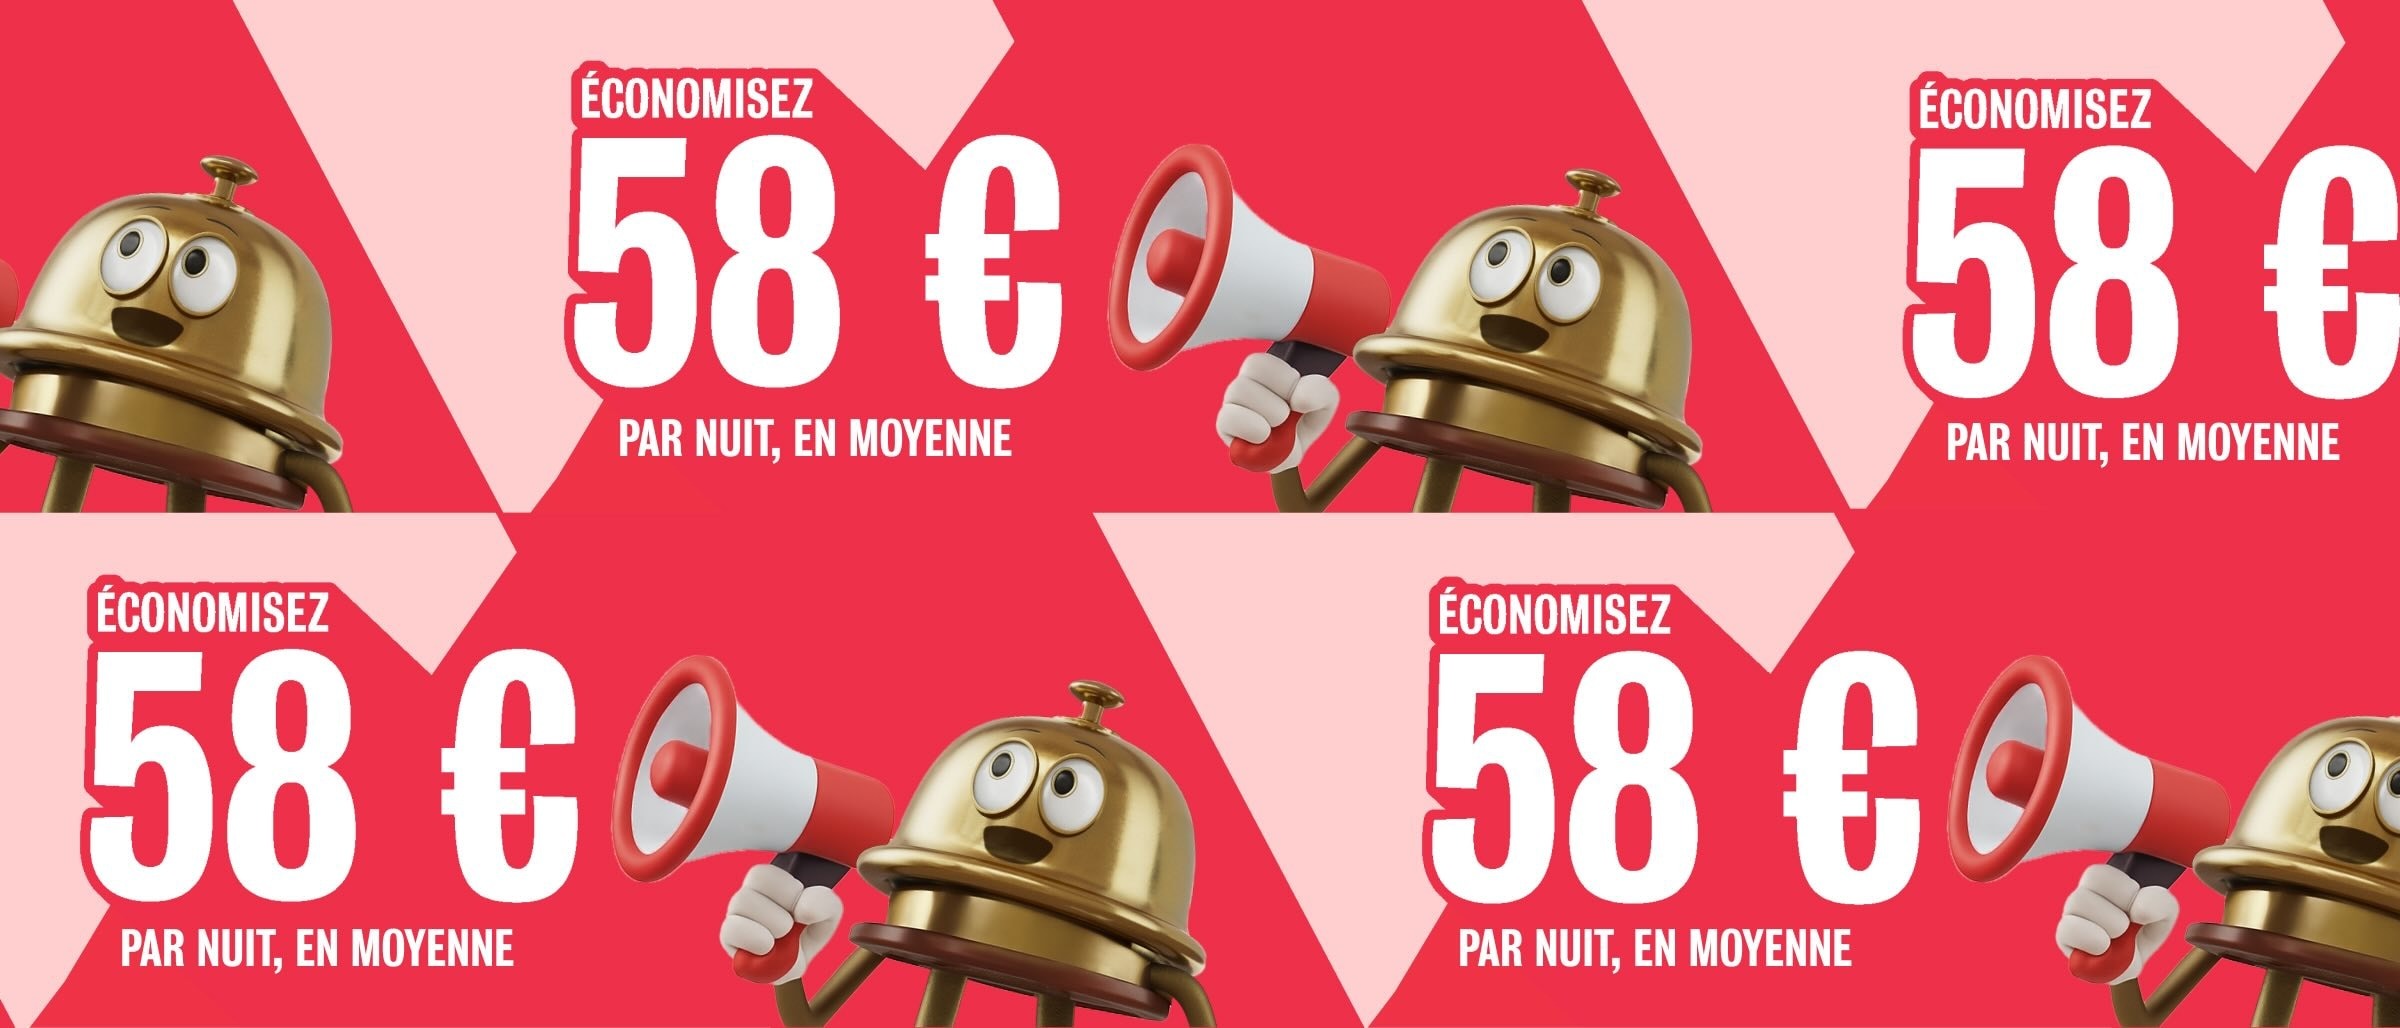 ÉCONOMISEZ
58 €
PAR NUIT, EN MOYENNE
ÉCONOMISEZ
58 €
PAR NUIT, EN MOYENNE
ÉCONOMISEZ
58 €
PAR NUIT, EN MOYENNE
ÉCONOMISEZ
58 €
PAR NUIT, EN MOYENNE